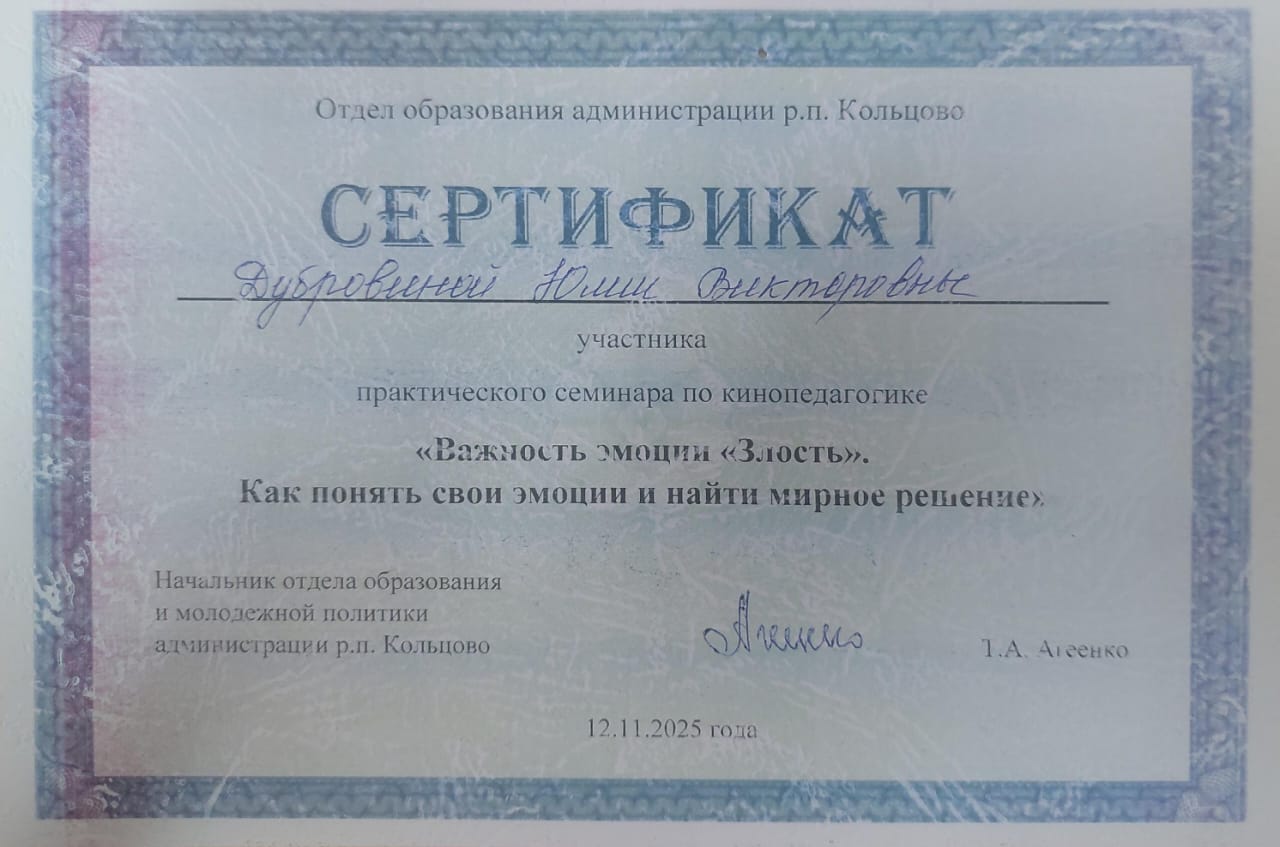 Отдел образования администрации р.п. Кольцово
СЕРТИФИКАТ
Дубровиной Юлии Викторовны
участника
практического семинара по кинопедагогике
«Важность эмоции «Злость».
Как понять свои эмоции и найти мирное решение»
Начальник отдела образования
и молодежной политики
администрации р.п. Кольцово
Агеенко
Т.А. Агеенко
12.11.2025 года